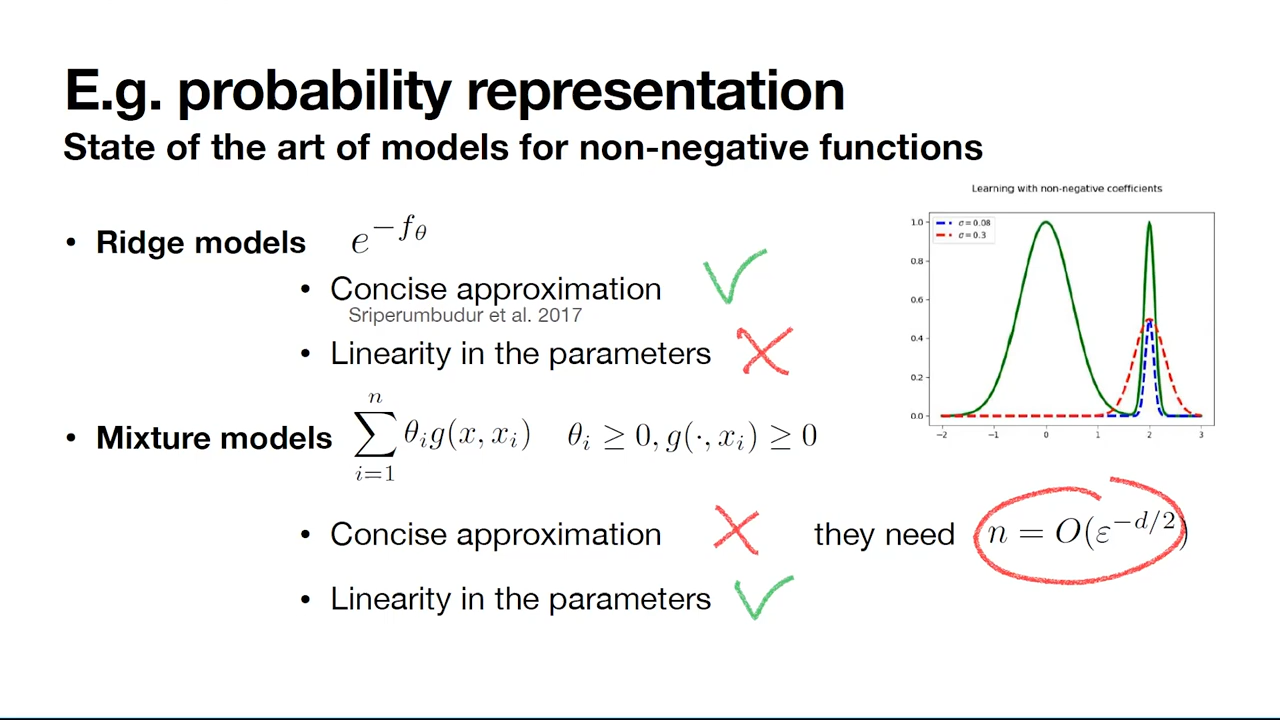 E.g. probability representation
State of the art of models for non-negative functions
• Ridge models e^{-f_θ}
• Concise approximation
Sriperumbudur et al. 2017
• Linearity in the parameters
• Mixture models \sum_{i=1}^{n} θ_i g(x, x_i) θ_i ≥ 0, g(·, x_i) ≥ 0
• Concise approximation they need n = O(ε^{-d/2})
• Linearity in the parameters
Learning with non-negative coefficients
σ = 0.08
σ = 0.3
1.0
0.8
0.6
0.4
0.2
0.0
−2 −1 0 1 2 3